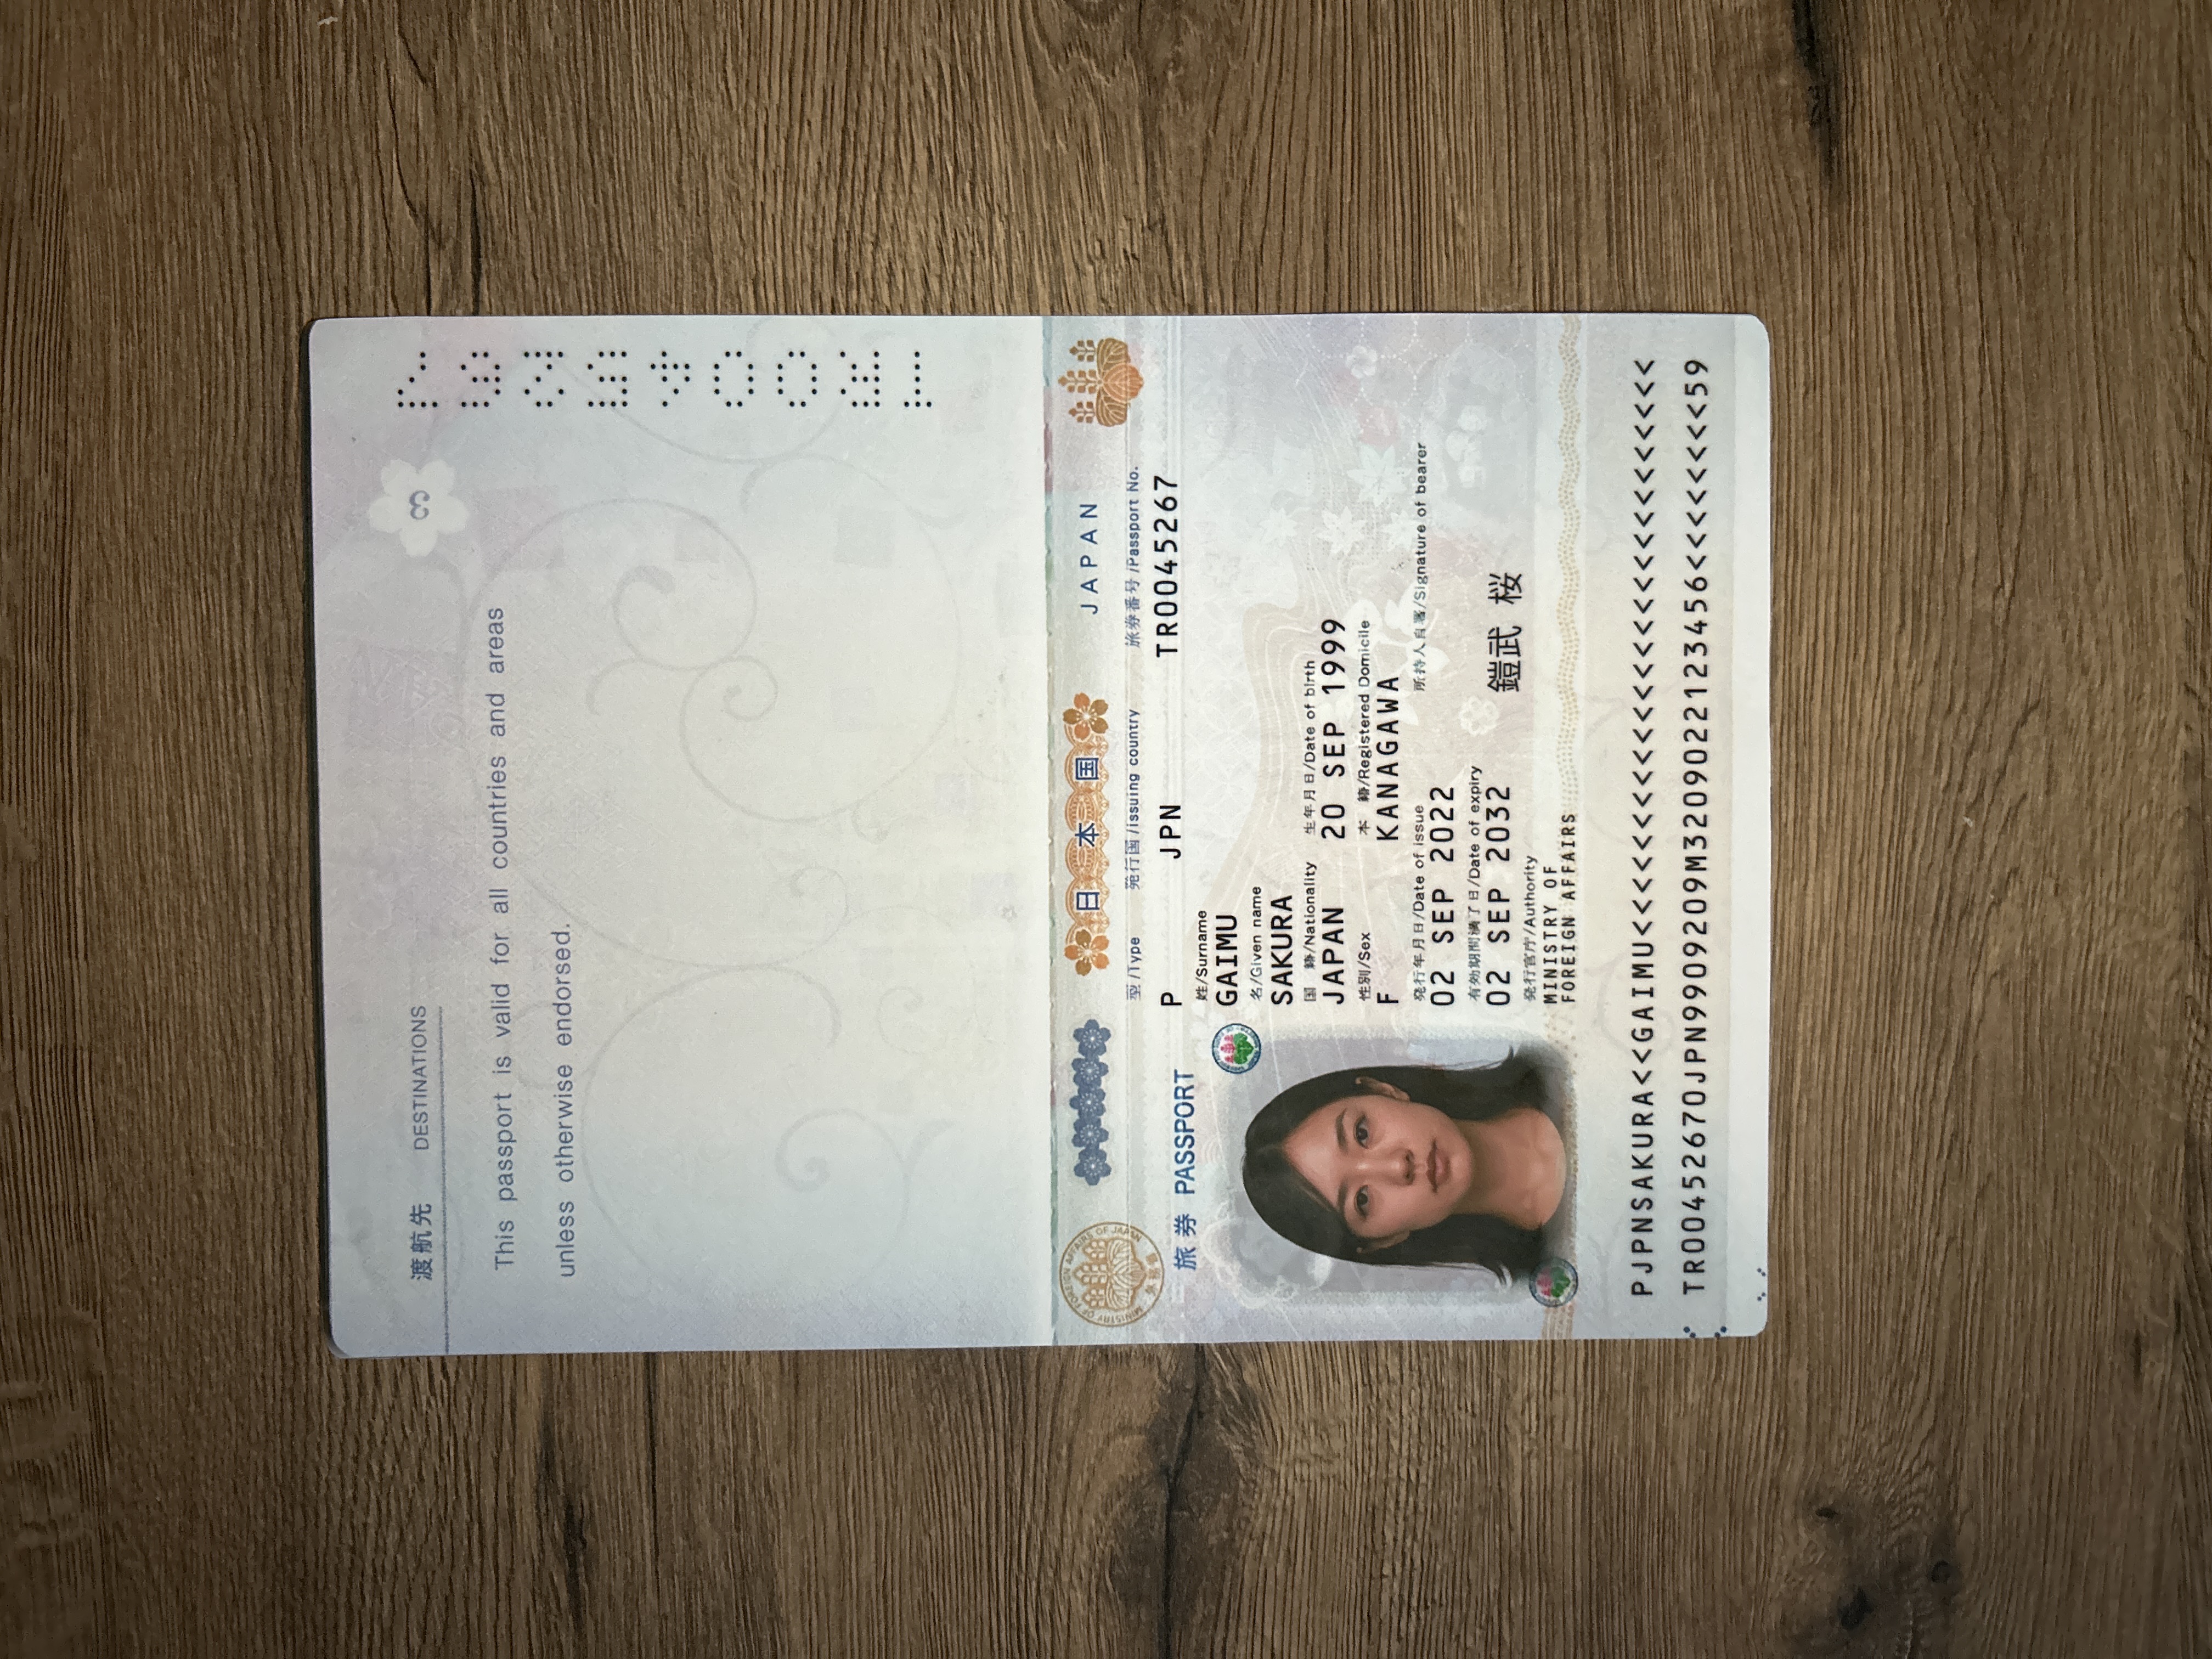 渡航先 DESTINATIONS
3
This passport is valid for all countries and areas
unless otherwise endorsed.
TR0045267
MINISTRY OF FOREIGN AFFAIRS OF JAPAN
外務省
日本国 JAPAN
型/Type 発行国/issuing country 旅券番号/Passport No.
旅券 PASSPORT P JPN TR0045267
姓/Surname
GAIMU
名/Given name
SAKURA
国 籍/Nationality 生年月日/Date of birth
JAPAN 20 SEP 1999
性別/Sex 本 籍/Registered Domicile
F KANAGAWA
発行年月日/Date of issue 所持人自署/Signature of bearer
02 SEP 2022
有効期間満了日/Date of expiry
02 SEP 2032 鎧武 桜
発行官庁/Authority
MINISTRY OF
FOREIGN AFFAIRS
PJPNSAKURA<<GAIMU<<<<<<<<<<<<<<<<<<<<<<<<<<<
TR00452670JPN9909209M3209022123456<<<<<<<<59